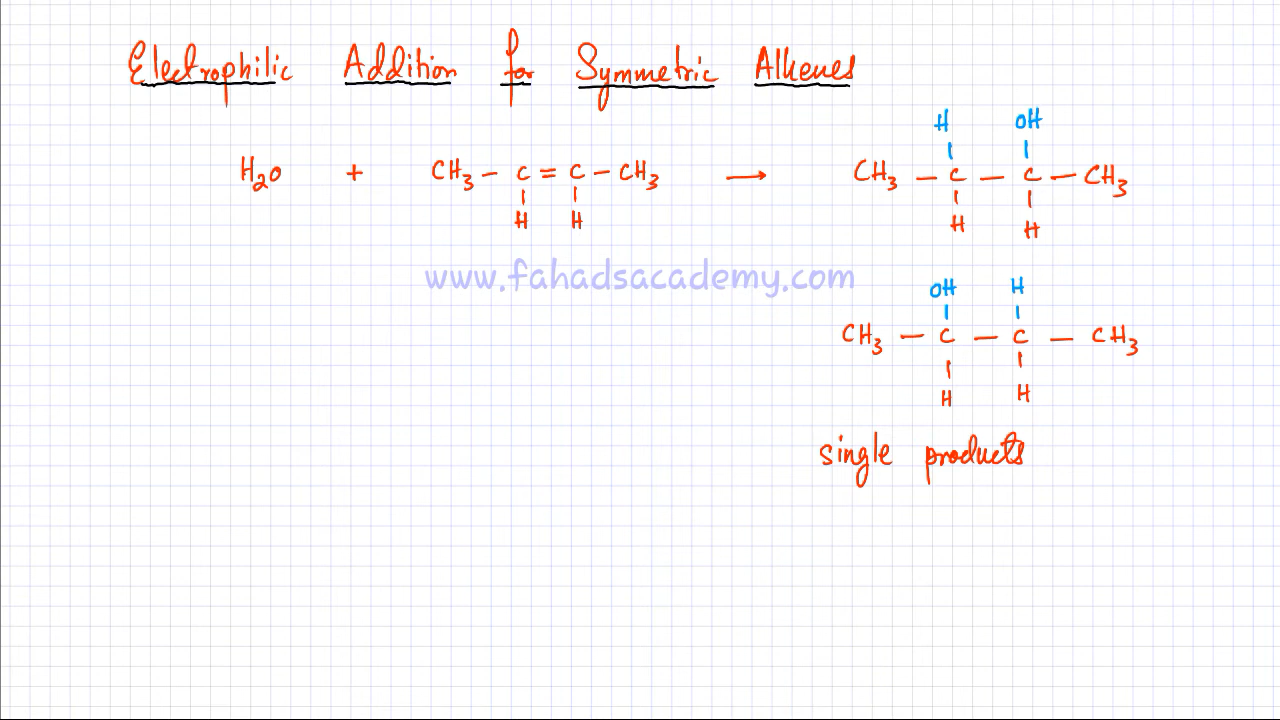 Electrophilic Addition for Symmetric Alkenes
H OH
H₂O + CH₃ – C = C – CH₃ → CH₃ – C – C – CH₃
H H H H
www.fahadsacademy.com
OH H
CH₃ – C – C – CH₃
H H
single products